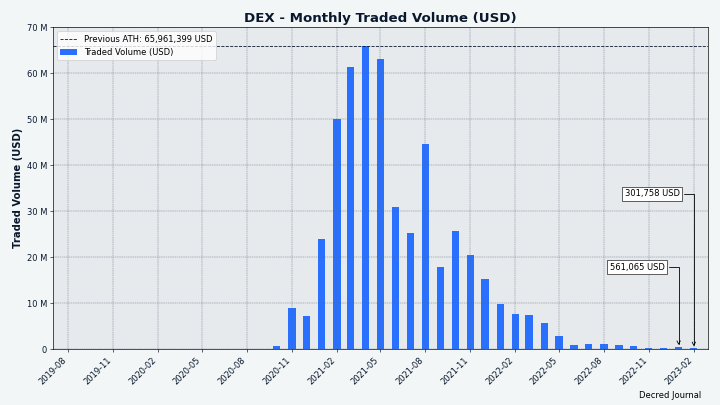 DEX - Monthly Traded Volume (USD)
Previous ATH: 65,961,399 USD
Traded Volume (USD)
Traded Volume (USD)
70 M
60 M
50 M
40 M
30 M
20 M
10 M
0
301,758 USD
561,065 USD
2019-08
2019-11
2020-02
2020-05
2020-08
2020-11
2021-02
2021-05
2021-08
2021-11
2022-02
2022-05
2022-08
2022-11
2023-02
Decred Journal